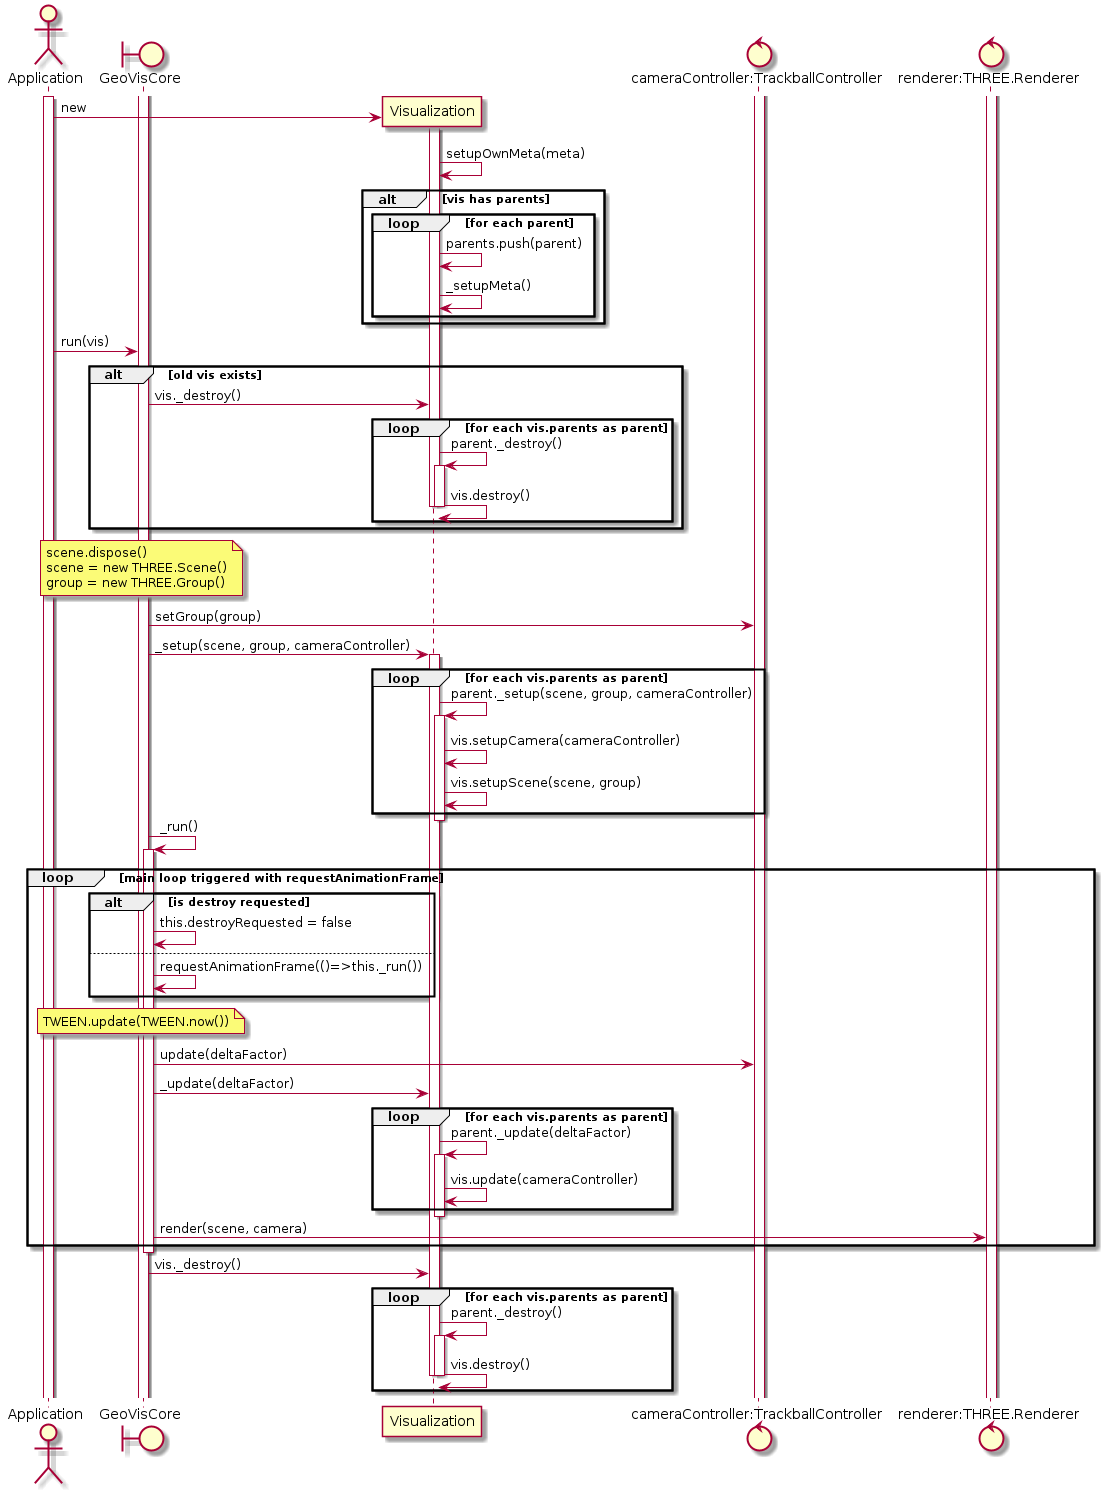 Application
GeoVisCore
cameraController:TrackballController
renderer:THREE.Renderer
new
Visualization
setupOwnMeta(meta)
alt [vis has parents]
loop [for each parent]
parents.push(parent)
_setupMeta()
run(vis)
alt [old vis exists]
vis._destroy()
loop [for each vis.parents as parent]
parent._destroy()
vis.destroy()
scene.dispose()
scene = new THREE.Scene()
group = new THREE.Group()
setGroup(group)
_setup(scene, group, cameraController)
loop [for each vis.parents as parent]
parent._setup(scene, group, cameraController)
vis.setupCamera(cameraController)
vis.setupScene(scene, group)
_run()
loop [main loop triggered with requestAnimationFrame]
alt [is destroy requested]
this.destroyRequested = false
requestAnimationFrame(()=>this._run())
TWEEN.update(TWEEN.now())
update(deltaFactor)
_update(deltaFactor)
loop [for each vis.parents as parent]
parent._update(deltaFactor)
vis.update(cameraController)
render(scene, camera)
vis._destroy()
loop [for each vis.parents as parent]
parent._destroy()
vis.destroy()
Application
GeoVisCore
Visualization
cameraController:TrackballController
renderer:THREE.Renderer